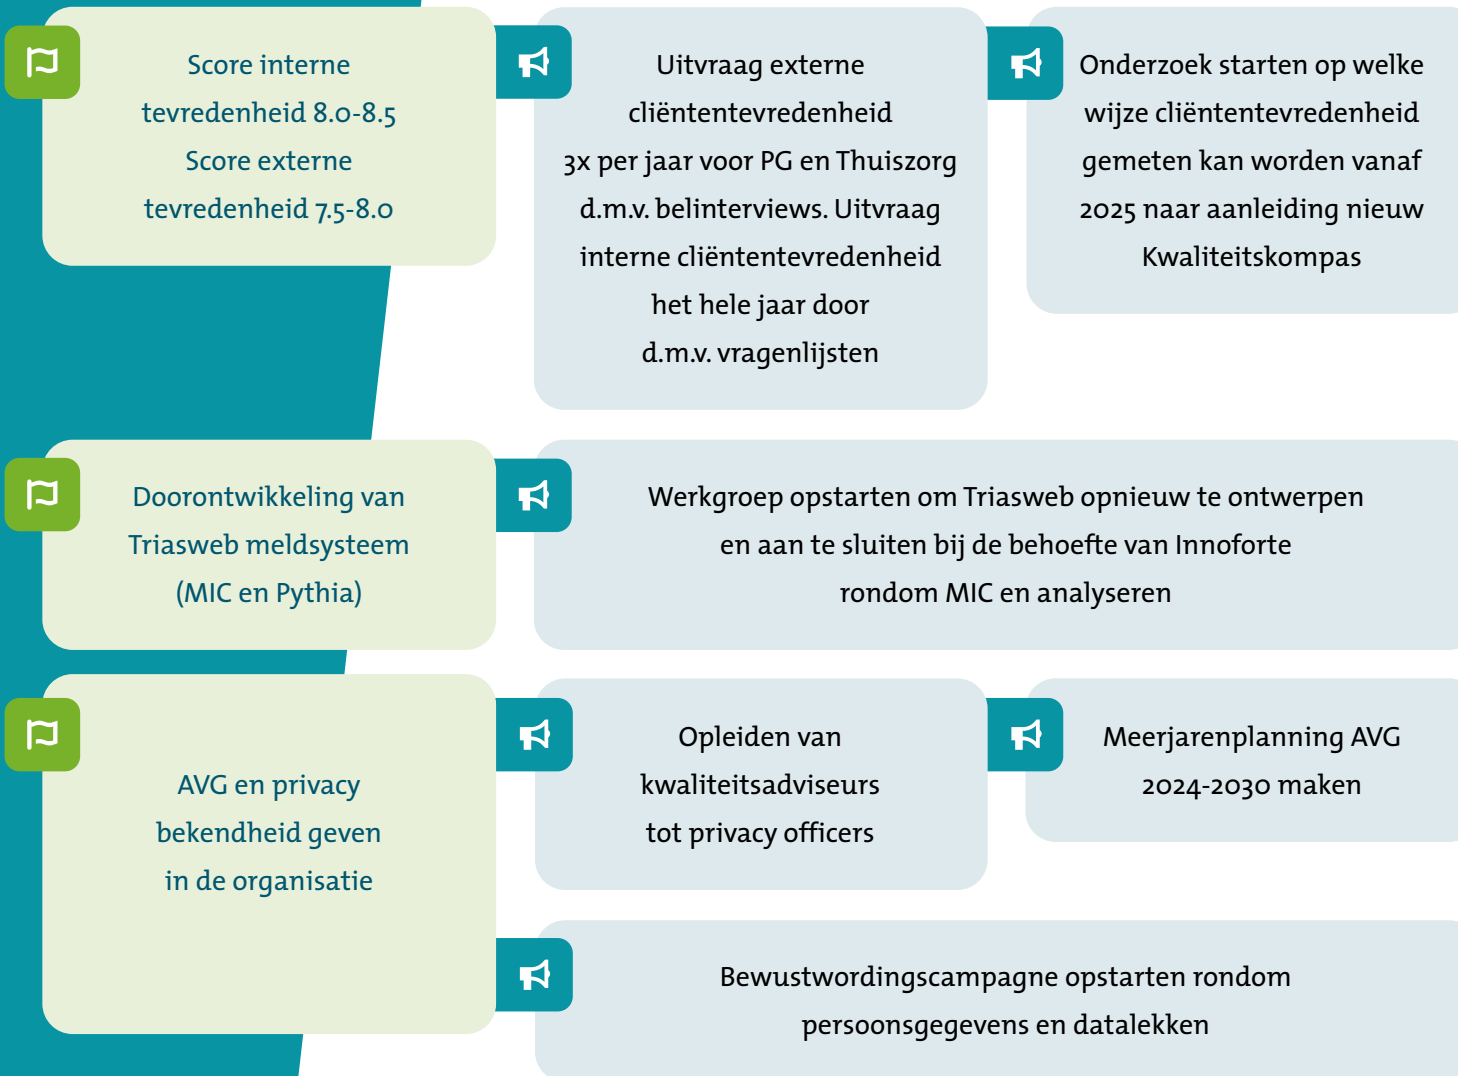 Score interne
tevredenheid 8.0-8.5
Score externe
tevredenheid 7.5-8.0
Uitvraag externe
cliëntentevredenheid
3x per jaar voor PG en Thuiszorg
d.m.v. belinterviews. Uitvraag
interne cliëntentevredenheid
het hele jaar door
d.m.v. vragenlijsten
Onderzoek starten op welke
wijze cliëntentevredenheid
gemeten kan worden vanaf
2025 naar aanleiding nieuw
Kwaliteitskompas
Doorontwikkeling van
Triasweb meldsysteem
(MIC en Pythia)
Werkgroep opstarten om Triasweb opnieuw te ontwerpen
en aan te sluiten bij de behoefte van Innoforte
rondom MIC en analyseren
AVG en privacy
bekendheid geven
in de organisatie
Opleiden van
kwaliteitsadviseurs
tot privacy officers
Meerjarenplanning AVG
2024-2030 maken
Bewustwordingscampagne opstarten rondom
persoonsgegevens en datalekken